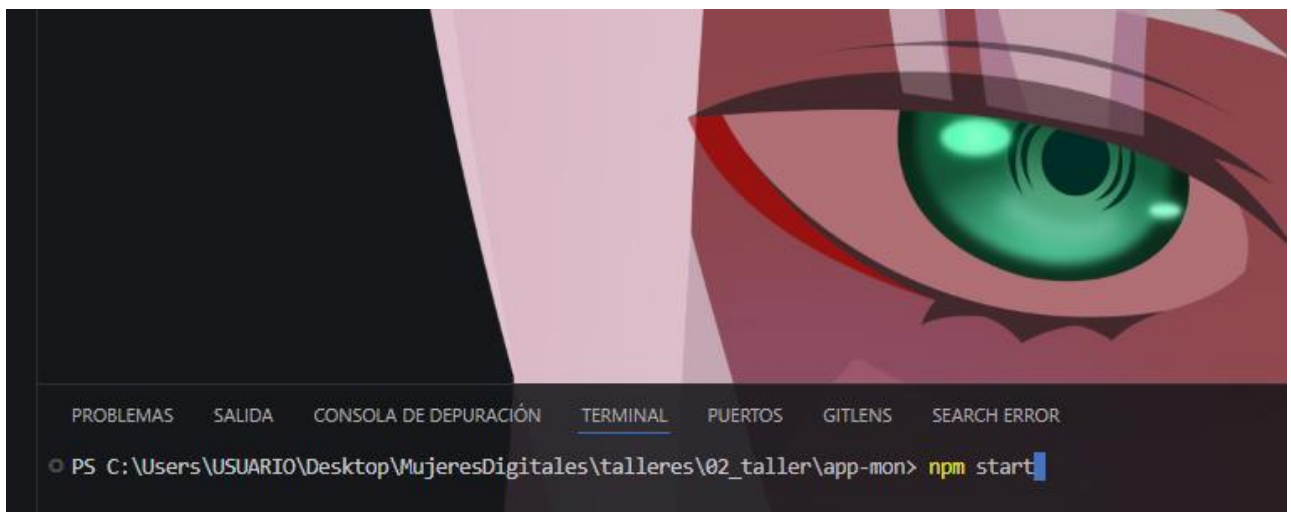 PROBLEMAS SALIDA CONSOLA DE DEPURACIÓN TERMINAL PUERTOS GITLENS SEARCH ERROR
PS C:\Users\USUARIO\Desktop\MujeresDigitales\talleres\02_taller\app-mon> npm start